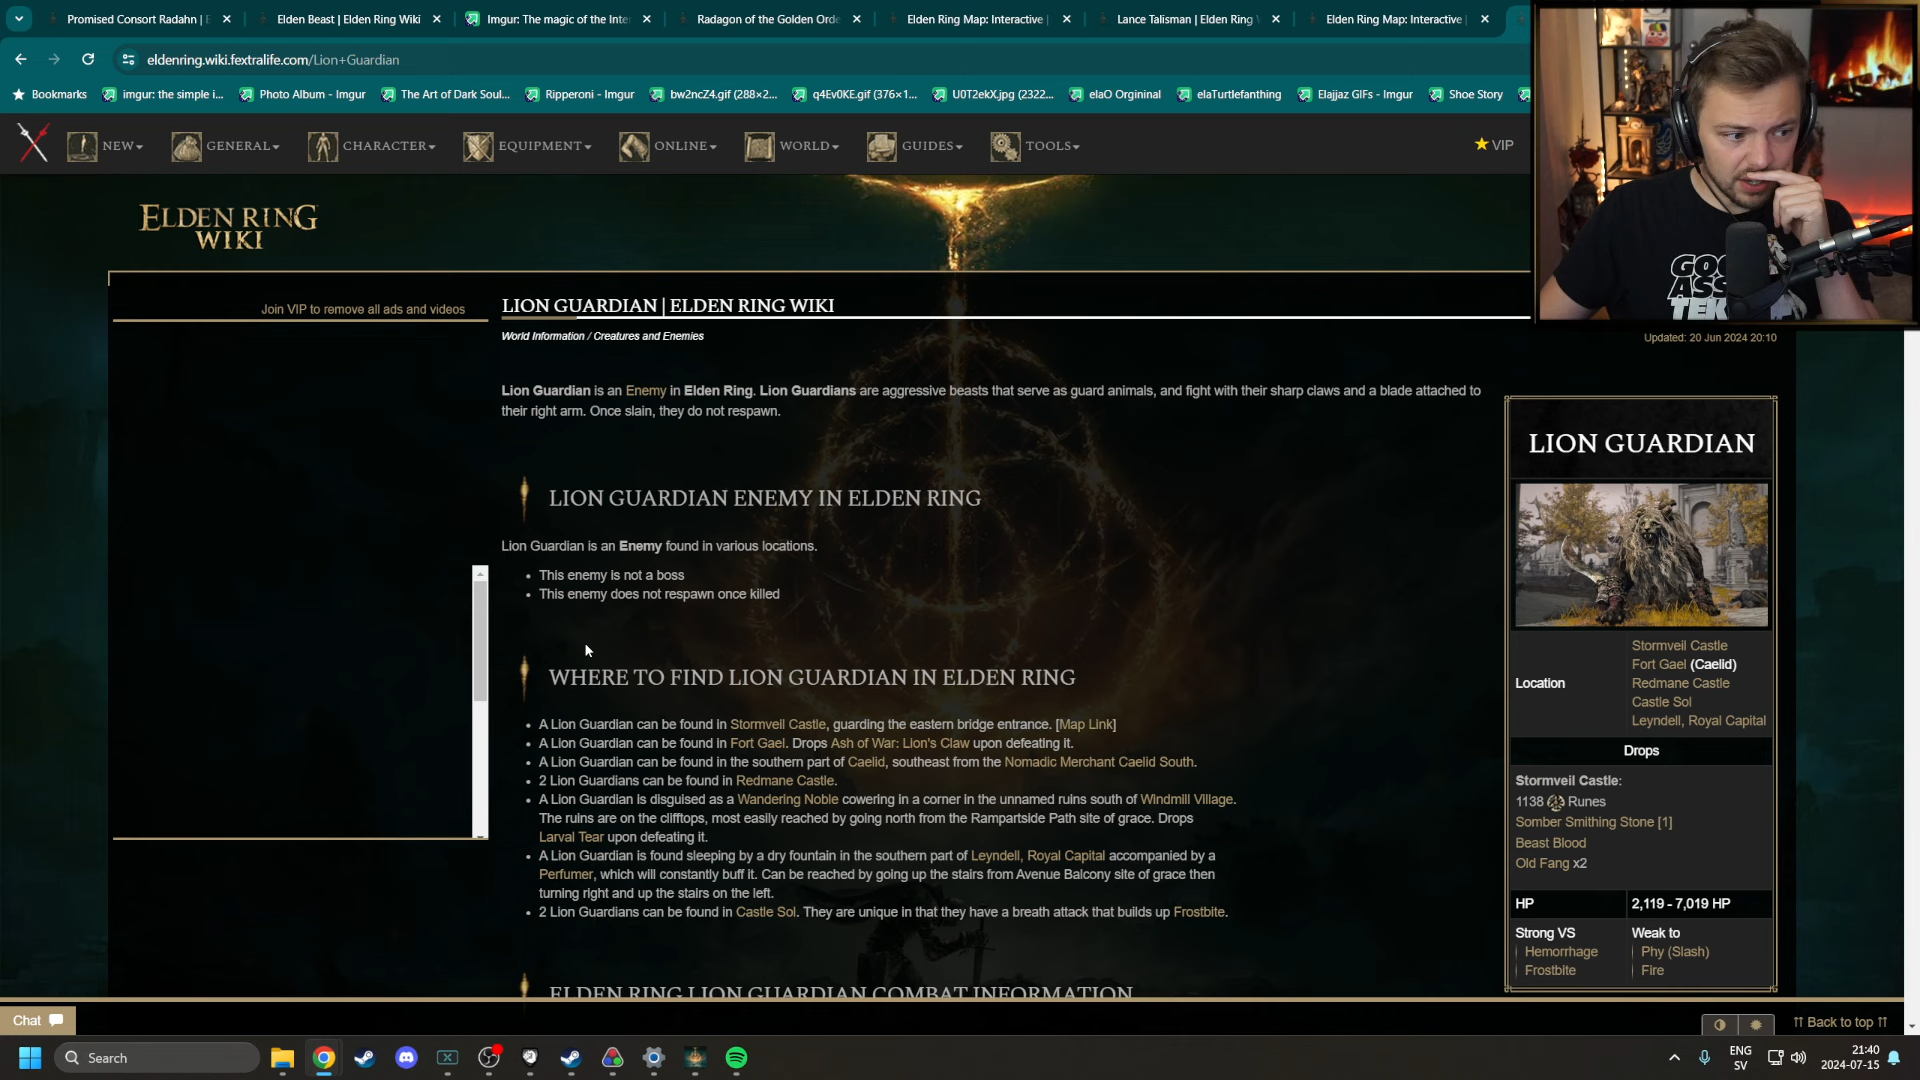 Promised Consort Radahn | E
Elden Beast | Elden Ring Wiki
Imgur: The magic of the Inter
Radagon of the Golden Orde
Elden Ring Map: Interactive
Lance Talisman | Elden Ring
Elden Ring Map: Interactive
eldenring.wiki.fextralife.com/Lion+Guardian
Bookmarks
imgur: the simple i...
Photo Album - Imgur
The Art of Dark Soul...
Ripperoni - Imgur
bw2ncZ4.gif (288×2...
q4Ev0KE.gif (376×1...
U0T2ekX.jpg (2322...
elaO Orgininal
elaTurtlefanthing
Elajjaz GIFs - Imgur
Shoe Story
NEW
GENERAL
CHARACTER
EQUIPMENT
ONLINE
WORLD
GUIDES
TOOLS
VIP
ELDEN RING
WIKI
GOO
ASS
TEK
Join VIP to remove all ads and videos
LION GUARDIAN | ELDEN RING WIKI
World Information / Creatures and Enemies
Updated: 20 Jun 2024 20:10
Lion Guardian is an Enemy in Elden Ring. Lion Guardians are aggressive beasts that serve as guard animals, and fight with their sharp claws and a blade attached to
their right arm. Once slain, they do not respawn.
LION GUARDIAN ENEMY IN ELDEN RING
Lion Guardian is an Enemy found in various locations.
• This enemy is not a boss
• This enemy does not respawn once killed
WHERE TO FIND LION GUARDIAN IN ELDEN RING
• A Lion Guardian can be found in Stormveil Castle, guarding the eastern bridge entrance. [Map Link]
• A Lion Guardian can be found in Fort Gael. Drops Ash of War: Lion's Claw upon defeating it.
• A Lion Guardian can be found in the southern part of Caelid, southeast from the Nomadic Merchant Caelid South.
• 2 Lion Guardians can be found in Redmane Castle.
• A Lion Guardian is disguised as a Wandering Noble cowering in a corner in the unnamed ruins south of Windmill Village.
The ruins are on the clifftops, most easily reached by going north from the Rampartside Path site of grace. Drops
Larval Tear upon defeating it.
• A Lion Guardian is found sleeping by a dry fountain in the southern part of Leyndell, Royal Capital accompanied by a
Perfumer, which will constantly buff it. Can be reached by going up the stairs from Avenue Balcony site of grace then
turning right and up the stairs on the left.
• 2 Lion Guardians can be found in Castle Sol. They are unique in that they have a breath attack that builds up Frostbite.
ELDEN RING LION GUARDIAN COMBAT INFORMATION
LION GUARDIAN
Location
Stormveil Castle
Fort Gael (Caelid)
Redmane Castle
Castle Sol
Leyndell, Royal Capital
Drops
Stormveil Castle:
1138 Runes
Somber Smithing Stone [1]
Beast Blood
Old Fang x2
HP
2,119 - 7,019 HP
Strong VS
Hemorrhage
Frostbite
Weak to
Phy (Slash)
Fire
Chat
Back to top
Search
ENG
SV
21:40
2024-07-15